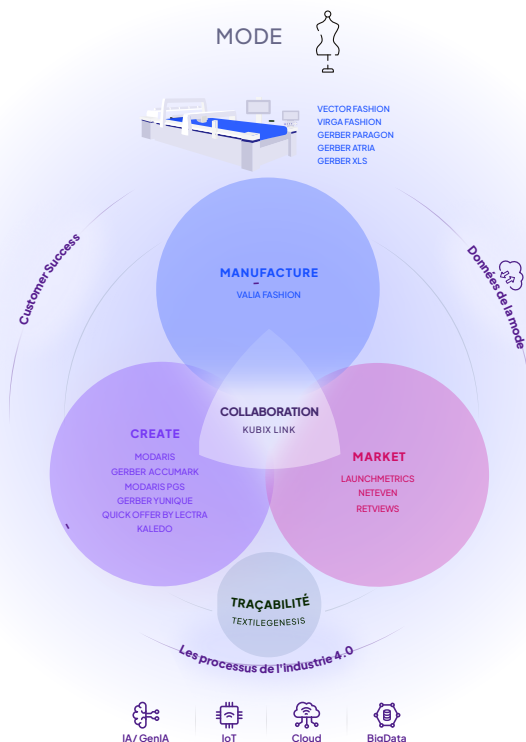 MODE
VECTOR FASHION
VIRGA FASHION
GERBER PARAGON
GERBER ATRIA
GERBER XLS
Customer Success
Données de la mode
MANUFACTURE
VALIA FASHION
COLLABORATION
KUBIX LINK
CREATE
MODARIS
GERBER ACCUMARK
MODARIS PGS
GERBER YUNIQUE
QUICK OFFER BY LECTRA
KALEDO
MARKET
LAUNCHMETRICS
NETEVEN
RETVIEWS
TRAÇABILITÉ
TEXTILEGENESIS
Les processus de l'industrie 4.0
IA/ GenIA
IoT
Cloud
BigData